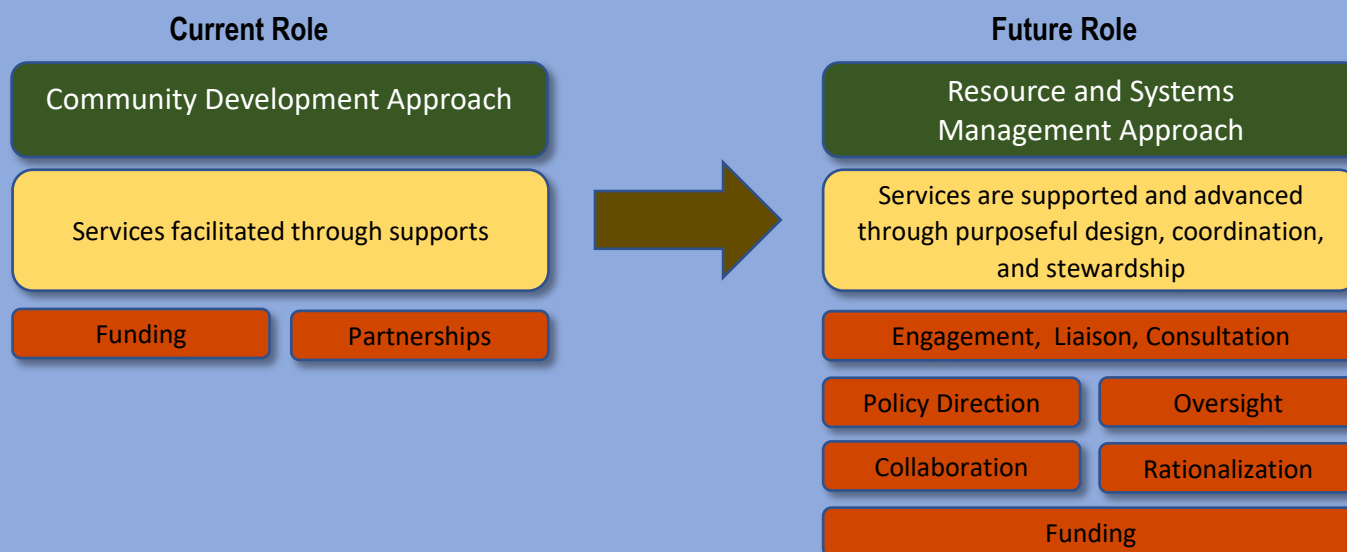 Current Role
Community Development Approach
Services facilitated through supports
Funding
Partnerships
Future Role
Resource and Systems
Management Approach
Services are supported and advanced
through purposeful design, coordination,
and stewardship
Engagement, Liaison, Consultation
Policy Direction
Oversight
Collaboration
Rationalization
Funding